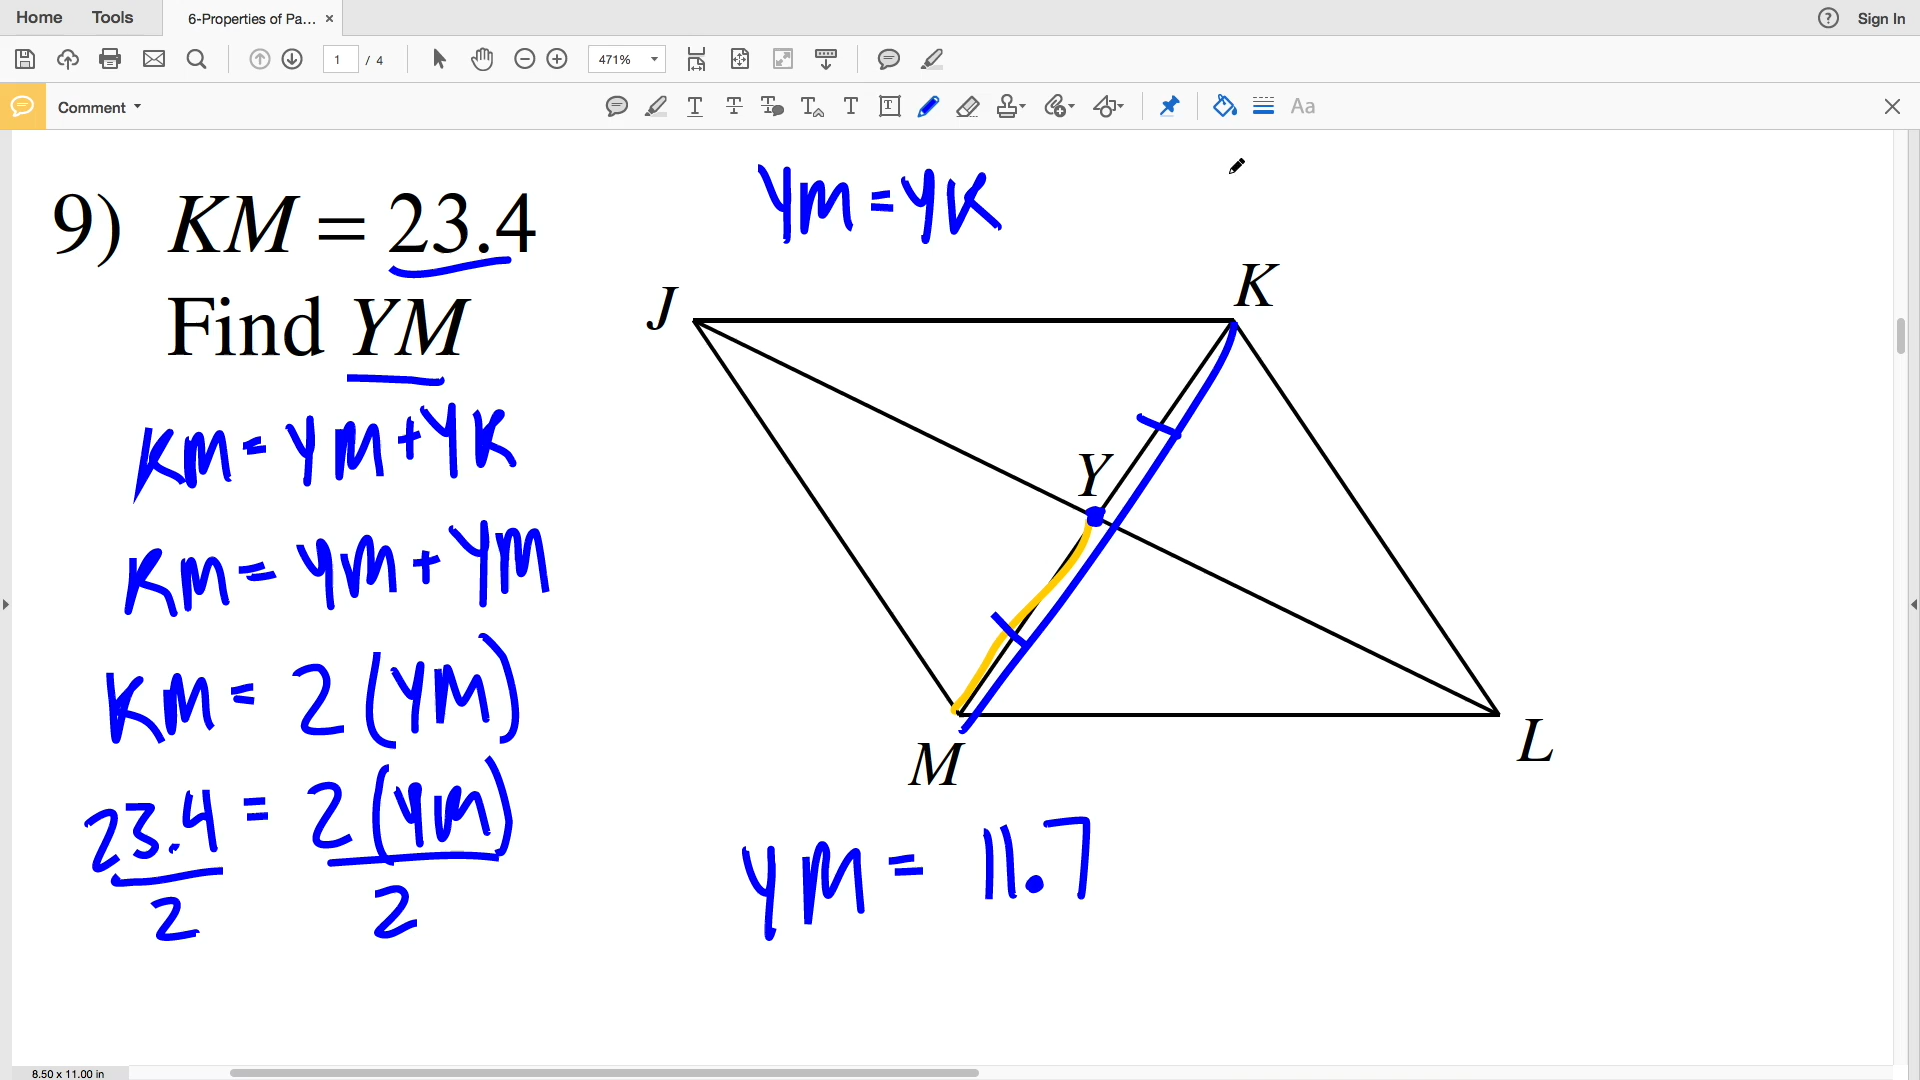 Home Tools 6-Properties of Pa... × ? Sign In
1 / 4 471%
Comment T T T T T T Aa
YM = YK
9) KM = 23.4
Find YM
K
J
KM = YM + YK
Y
KM = YM + YM
KM = 2 (YM)
L
M
23.4 = 2 (YM)
2 2
YM = 11.7
8.50 x 11.00 in